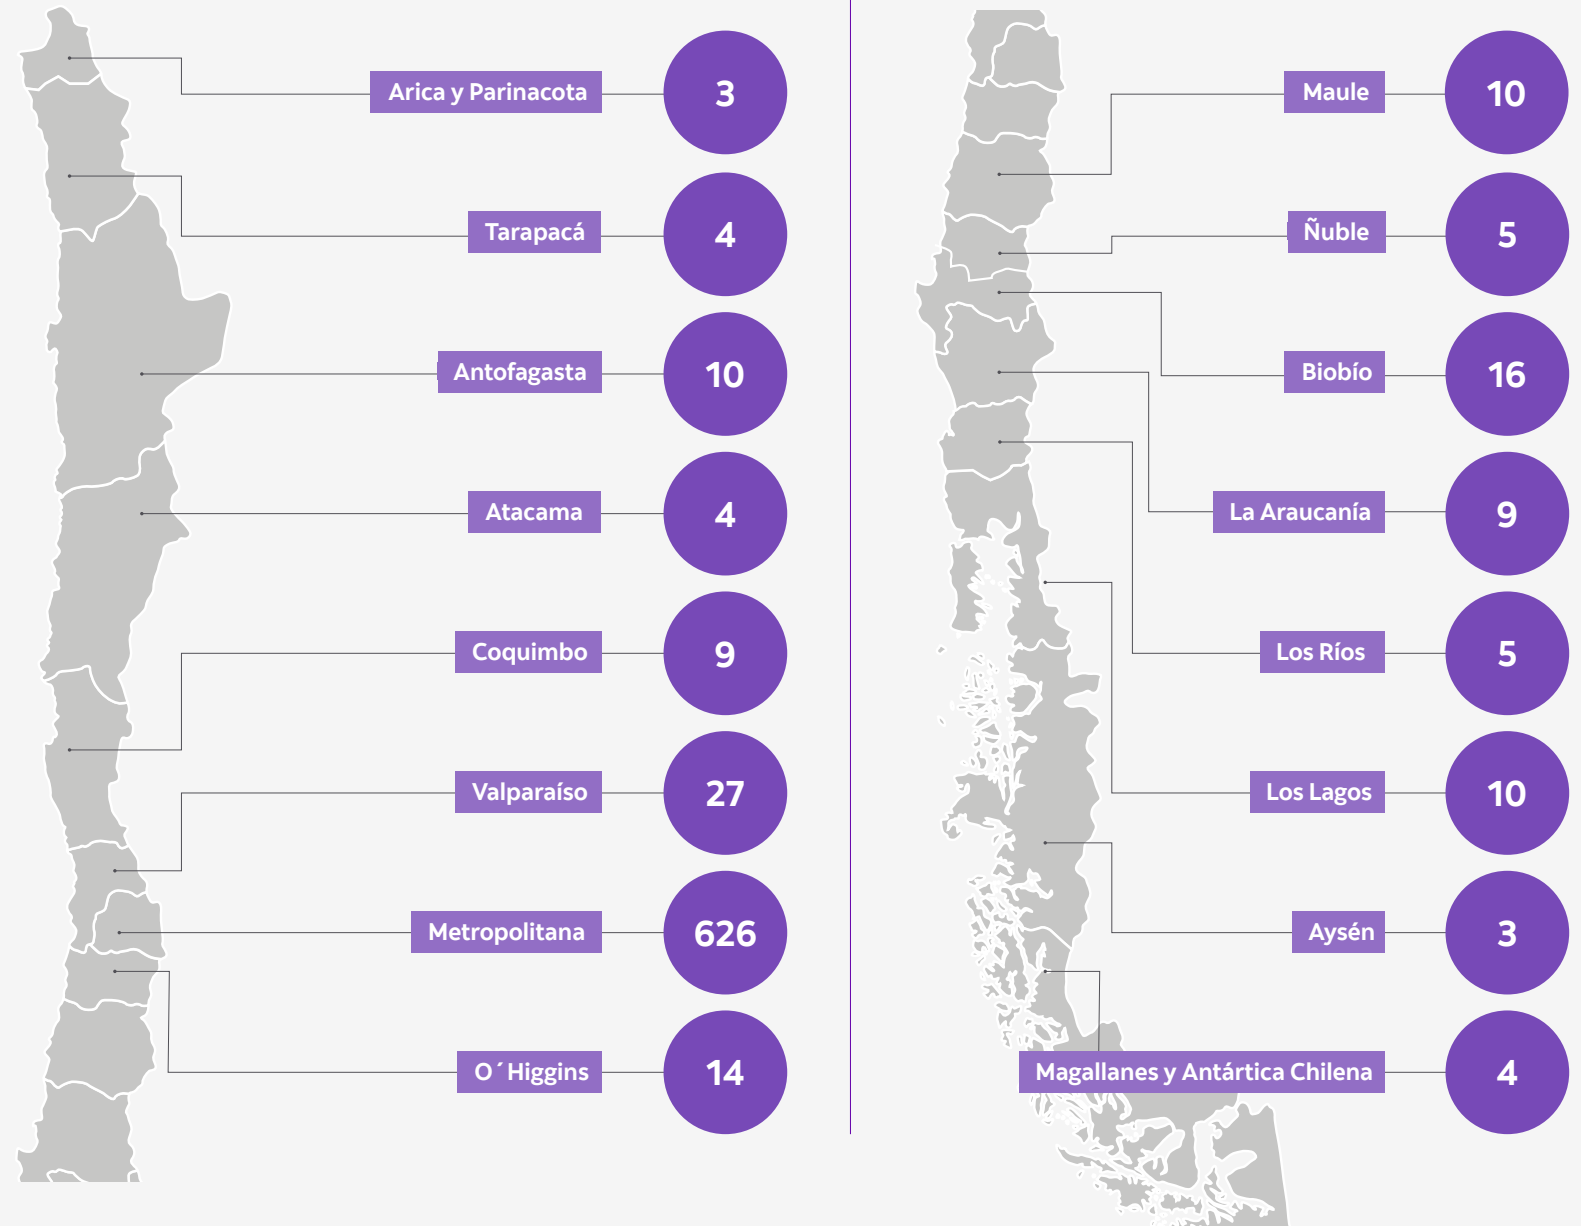 Arica y Parinacota 3
Tarapacá 4
Antofagasta 10
Atacama 4
Coquimbo 9
Valparaíso 27
Metropolitana 626
O´Higgins 14
Maule 10
Ñuble 5
Biobío 16
La Araucanía 9
Los Ríos 5
Los Lagos 10
Aysén 3
Magallanes y Antártica Chilena 4